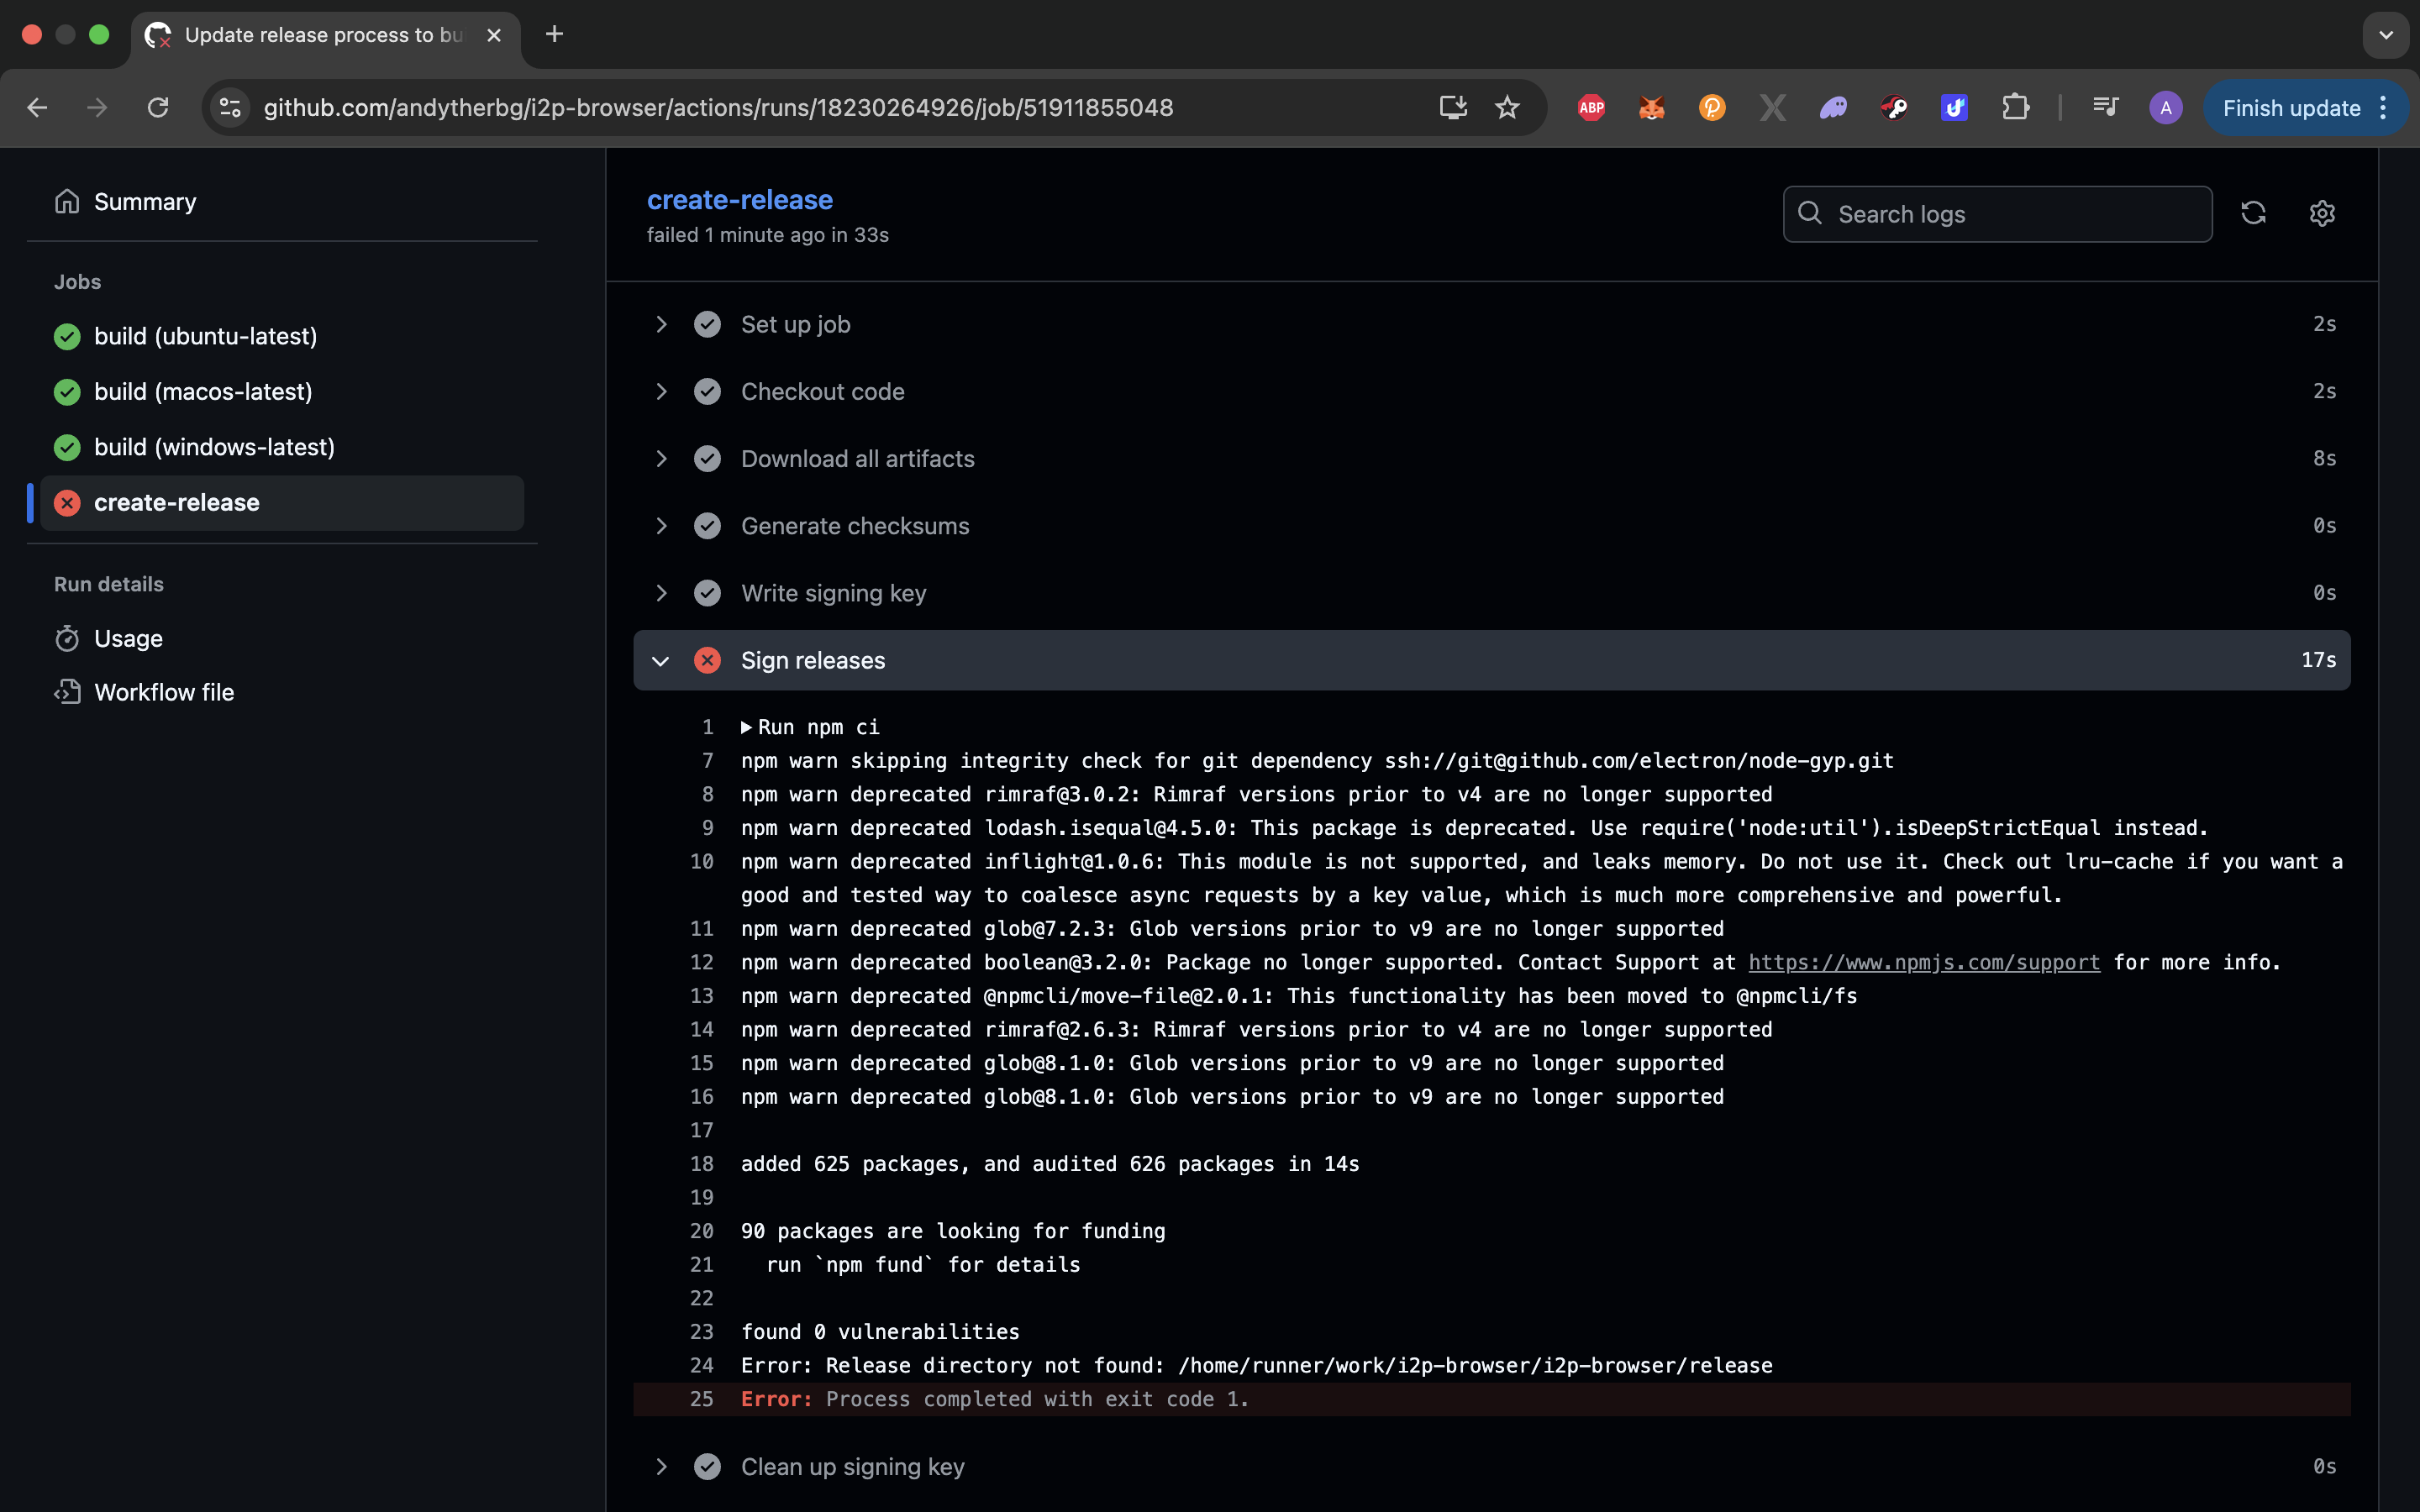 Update release process to bu
github.com/andytherbg/i2p-browser/actions/runs/18230264926/job/51911855048
ABP
A
Finish update
Summary
Jobs
build (ubuntu-latest)
build (macos-latest)
build (windows-latest)
create-release
Run details
Usage
Workflow file
create-release
failed 1 minute ago in 33s
Search logs
Set up job 2s
Checkout code 2s
Download all artifacts 8s
Generate checksums 0s
Write signing key 0s
Sign releases 17s
1 Run npm ci
7 npm warn skipping integrity check for git dependency ssh://git@github.com/electron/node-gyp.git
8 npm warn deprecated rimraf@3.0.2: Rimraf versions prior to v4 are no longer supported
9 npm warn deprecated lodash.isequal@4.5.0: This package is deprecated. Use require('node:util').isDeepStrictEqual instead.
10 npm warn deprecated inflight@1.0.6: This module is not supported, and leaks memory. Do not use it. Check out lru-cache if you want a
good and tested way to coalesce async requests by a key value, which is much more comprehensive and powerful.
11 npm warn deprecated glob@7.2.3: Glob versions prior to v9 are no longer supported
12 npm warn deprecated boolean@3.2.0: Package no longer supported. Contact Support at https://www.npmjs.com/support for more info.
13 npm warn deprecated @npmcli/move-file@2.0.1: This functionality has been moved to @npmcli/fs
14 npm warn deprecated rimraf@2.6.3: Rimraf versions prior to v4 are no longer supported
15 npm warn deprecated glob@8.1.0: Glob versions prior to v9 are no longer supported
16 npm warn deprecated glob@8.1.0: Glob versions prior to v9 are no longer supported
17
18 added 625 packages, and audited 626 packages in 14s
19
20 90 packages are looking for funding
21 run `npm fund` for details
22
23 found 0 vulnerabilities
24 Error: Release directory not found: /home/runner/work/i2p-browser/i2p-browser/release
25 Error: Process completed with exit code 1.
Clean up signing key 0s